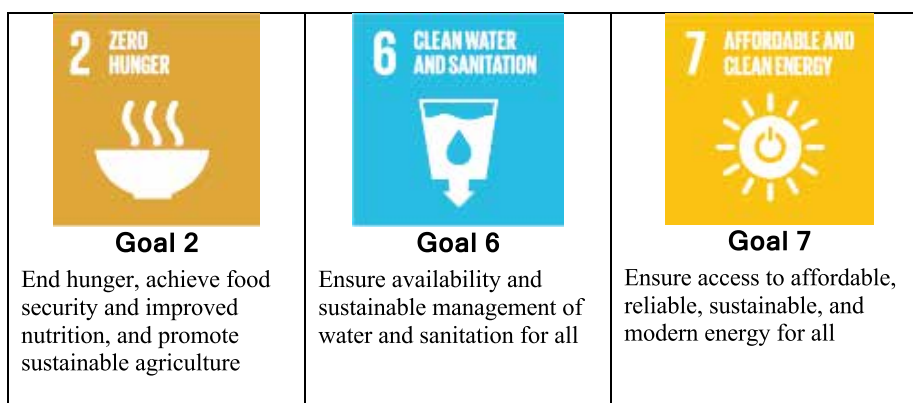 2 ZERO
HUNGER
Goal 2
End hunger, achieve food
security and improved
nutrition, and promote
sustainable agriculture
6 CLEAN WATER
AND SANITATION
Goal 6
Ensure availability and
sustainable management of
water and sanitation for all
7 AFFORDABLE AND
CLEAN ENERGY
Goal 7
Ensure access to affordable,
reliable, sustainable, and
modern energy for all